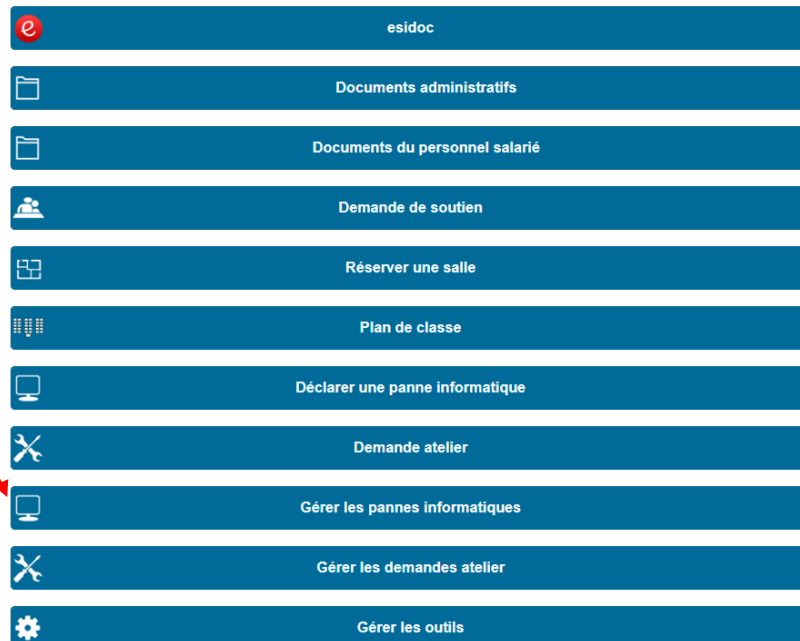 esidoc
Documents administratifs
Documents du personnel salarié
Demande de soutien
Réserver une salle
Plan de classe
Déclarer une panne informatique
Demande atelier
Gérer les pannes informatiques
Gérer les demandes atelier
Gérer les outils